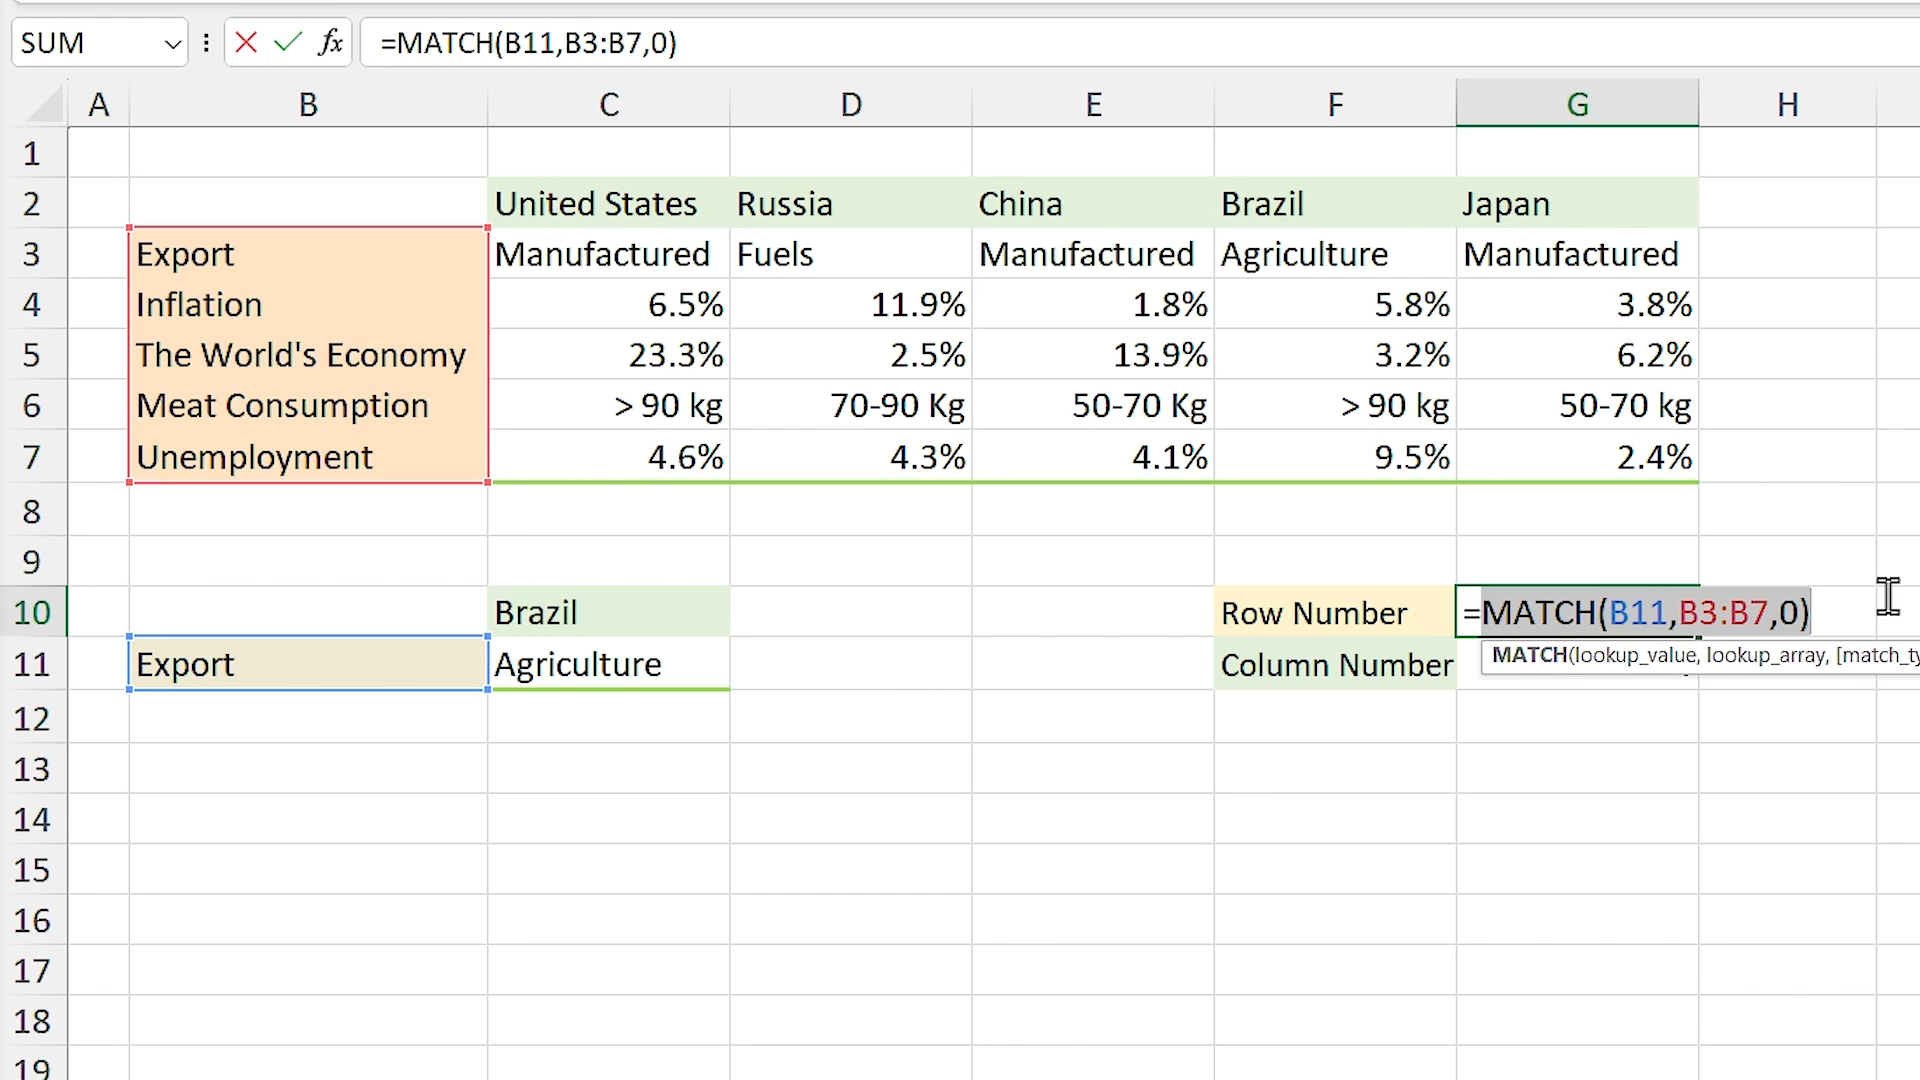 SUM =MATCH(B11,B3:B7,0)
A B C D E F G H
1
2 United States Russia China Brazil Japan
3 Export Manufactured Fuels Manufactured Agriculture Manufactured
4 Inflation 6.5% 11.9% 1.8% 5.8% 3.8%
5 The World's Economy 23.3% 2.5% 13.9% 3.2% 6.2%
6 Meat Consumption > 90 kg 70-90 Kg 50-70 Kg > 90 kg 50-70 kg
7 Unemployment 4.6% 4.3% 4.1% 9.5% 2.4%
8
9
10 Brazil Row Number =MATCH(B11,B3:B7,0)
11 Export Agriculture Column Number MATCH(lookup_value, lookup_array, [match_ty
12
13
14
15
16
17
18
19